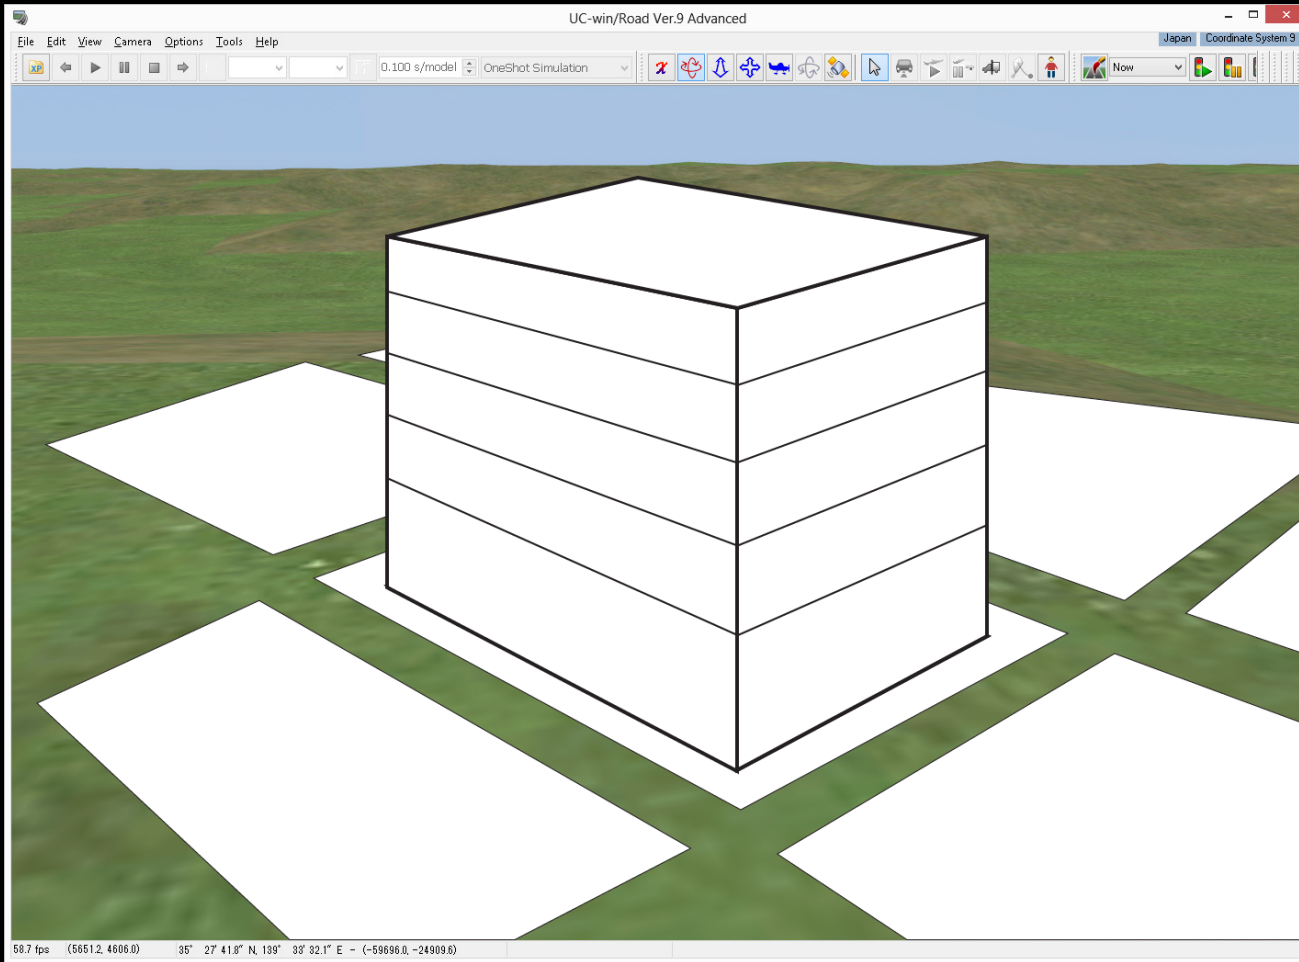 UC-win/Road Ver.9 Advanced
File Edit View Camera Options Tools Help
Japan Coordinate System 9
XP 0.100 s/model OneShot Simulation x Now
58.7 fps (5651.2, 4606.0) 35° 27' 41.8" N, 139° 33' 32.1" E - (-59696.0, -24909.6)